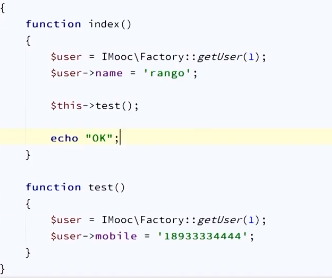 {
    function index()
    {
        $user = IMooc\Factory::getUser(1);
        $user->name = 'rango';

        $this->test();

        echo "OK";
    }

    function test()
    {
        $user = IMooc\Factory::getUser(1);
        $user->mobile = '18933334444';
    }
}